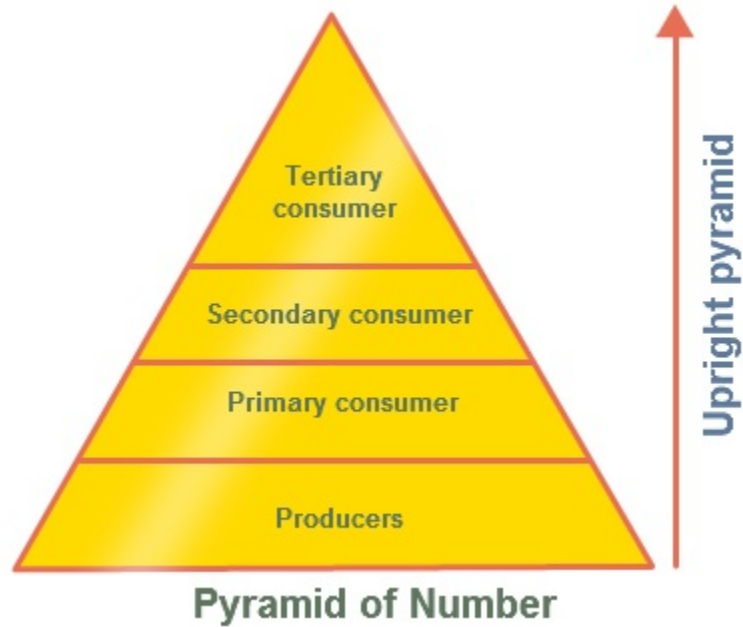 Tertiary
consumer
Secondary consumer
Primary consumer
Producers
Upright pyramid
Pyramid of Number